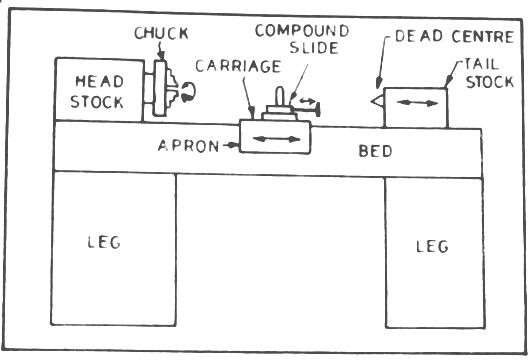 CHUCK
COMPOUND
SLIDE
DEAD CENTRE
CARRIAGE
TAIL
STOCK
HEAD
STOCK
APRON
BED
LEG
LEG